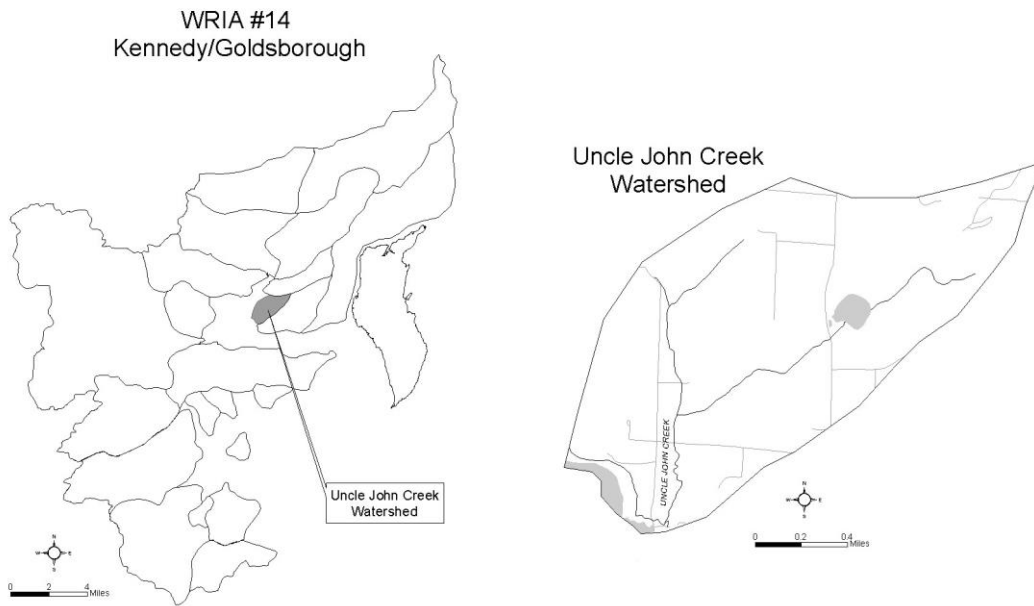 WRIA #14
Kennedy/Goldsborough
Uncle John Creek
Watershed
N
W E
S
0 2 4
Miles
Uncle John Creek
Watershed
UNCLE JOHN CREEK
N
W E
S
0 0.2 0.4
Miles